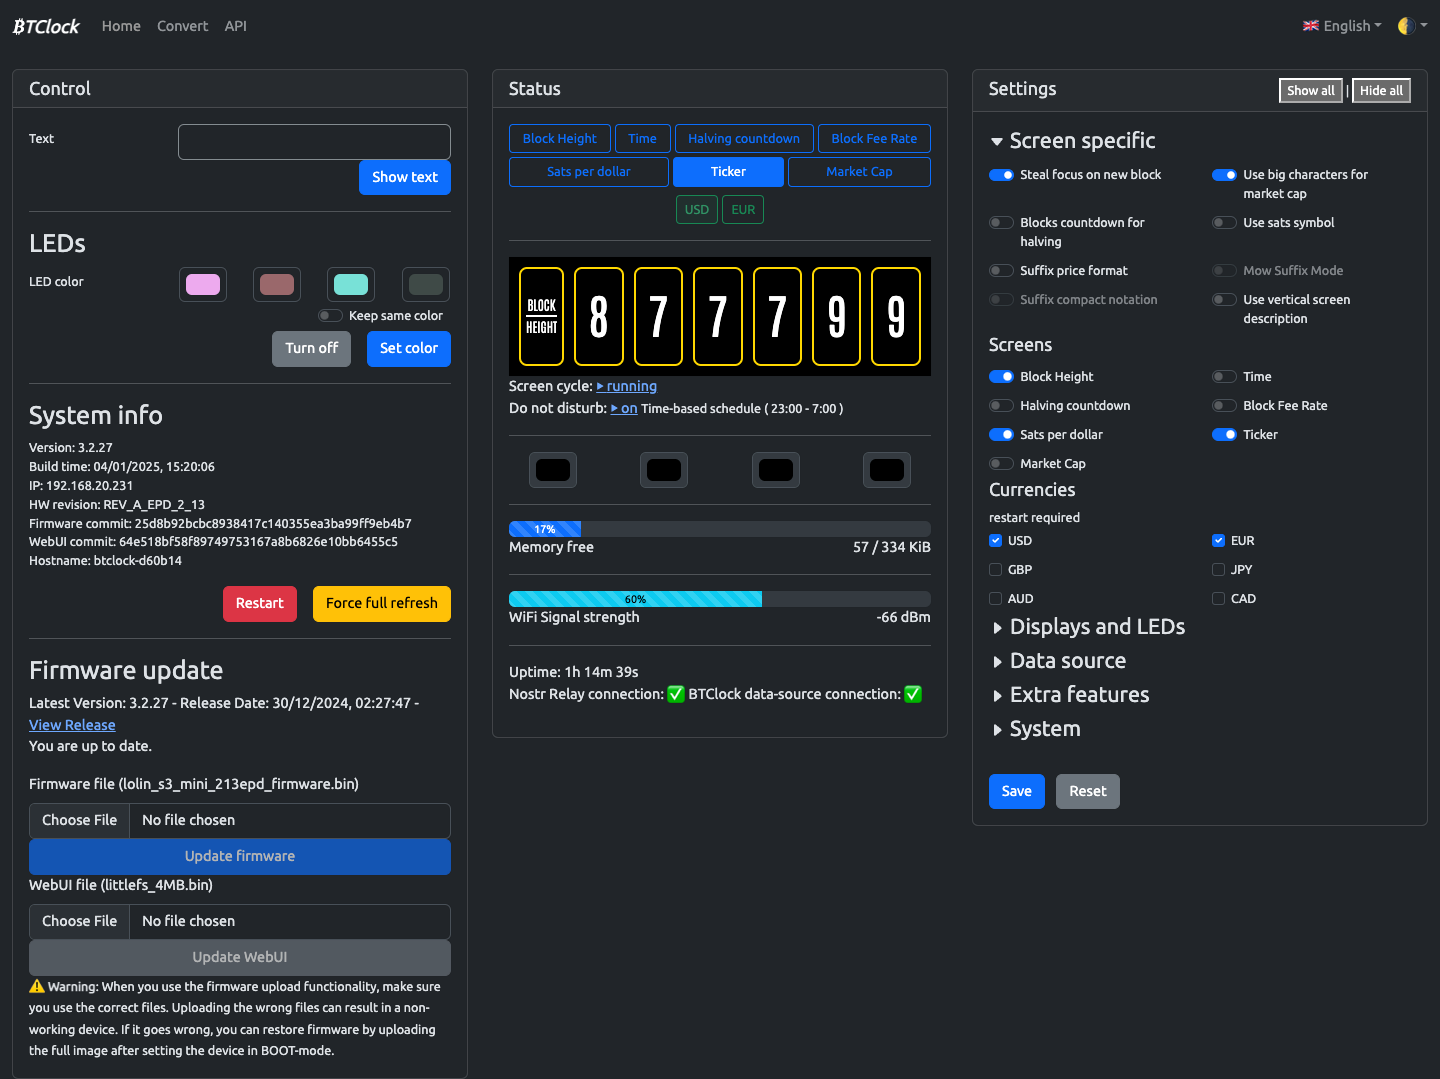 ₿TClock
Home
Convert
API
🇬🇧 English
Control
Text
Show text
LEDs
LED color
Keep same color
Turn off
Set color
System info
Version: 3.2.27
Build time: 04/01/2025, 15:20:06
IP: 192.168.20.231
HW revision: REV_A_EPD_2_13
Firmware commit: 25d8b92bcbc8938417c140355ea3ba99ff9eb4b7
WebUI commit: 64e518bf58f89749753167a8b6826e10bb6455c5
Hostname: btclock-d60b14
Restart
Force full refresh
Firmware update
Latest Version: 3.2.27 - Release Date: 30/12/2024, 02:27:47 -
View Release
You are up to date.
Firmware file (lolin_s3_mini_213epd_firmware.bin)
Choose File No file chosen
Update firmware
WebUI file (littlefs_4MB.bin)
Choose File No file chosen
Update WebUI
⚠️ Warning: When you use the firmware upload functionality, make sure
you use the correct files. Uploading the wrong files can result in a non-
working device. If it goes wrong, you can restore firmware by uploading
the full image after setting the device in BOOT-mode.
Status
Block Height
Time
Halving countdown
Block Fee Rate
Sats per dollar
Ticker
Market Cap
USD
EUR
BLOCK
HEIGHT
8 7 7 7 9 9
Screen cycle: running
Do not disturb: on Time-based schedule ( 23:00 - 7:00 )
17%
Memory free
57 / 334 KiB
60%
WiFi Signal strength
-66 dBm
Uptime: 1h 14m 39s
Nostr Relay connection: ✅ BTClock data-source connection: ✅
Settings
Show all | Hide all
Screen specific
Steal focus on new block
Use big characters for
market cap
Blocks countdown for
halving
Use sats symbol
Suffix price format
Mow Suffix Mode
Suffix compact notation
Use vertical screen
description
Screens
Block Height
Time
Halving countdown
Block Fee Rate
Sats per dollar
Ticker
Market Cap
Currencies
restart required
USD
EUR
GBP
JPY
AUD
CAD
Displays and LEDs
Data source
Extra features
System
Save
Reset